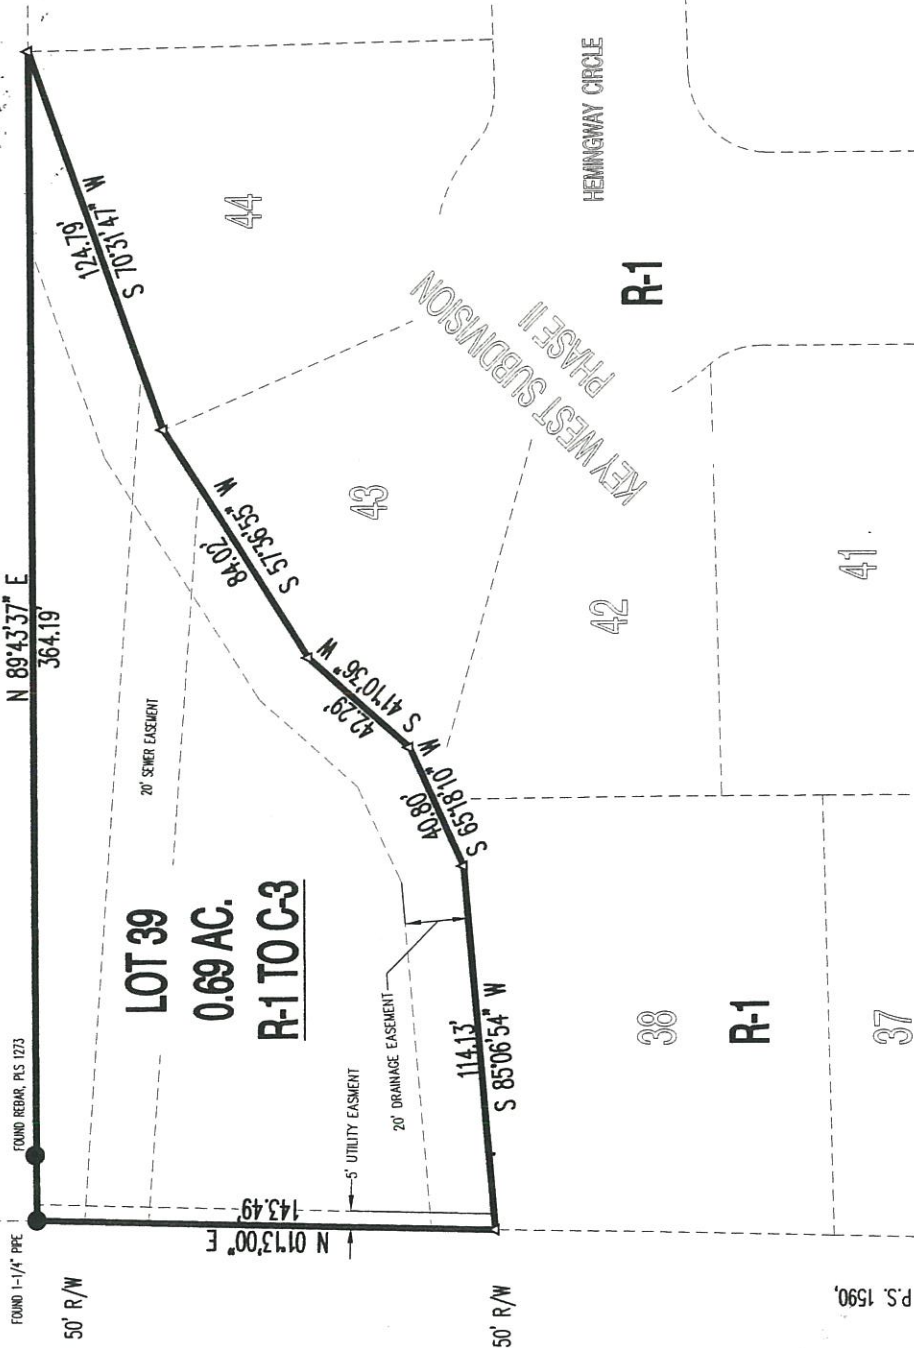 FOUND 1-1/4" PIPE
FOUND REBAR, PLS 1273
N 89°43'37" E
364.19'
50' R/W
50' R/W
N 01°13'00" E
143.49'
LOT 39
0.69 AC.
R-1 TO C-3
20' SEWER EASEMENT
5' UTILITY EASMENT
20' DRAINAGE EASEMENT
114.13'
S 85°06'54" W
40.80'
S 65°18'10" W
42.29'
S 41°10'36" W
84.02'
S 57°36'55" W
124.79'
S 70°31'47" W
44
43
42
41
38
37
R-1
R-1
KEY WEST SUBDIVISION
PHASE II
HEMINGWAY CIRCLE
P.S. 1590,